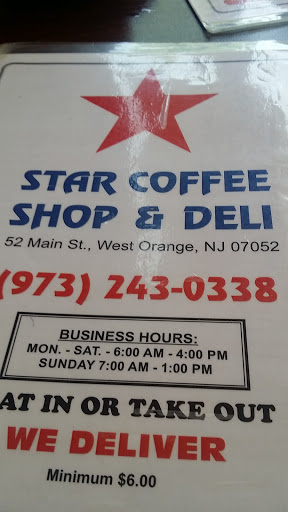 STAR COFFEE
SHOP & DELI
52 Main St., West Orange, NJ 07052
(973) 243-0338
BUSINESS HOURS:
MON. - SAT. - 6:00 AM - 4:00 PM
SUNDAY 7:00 AM - 1:00 PM
AT IN OR TAKE OUT
WE DELIVER
Minimum $6.00